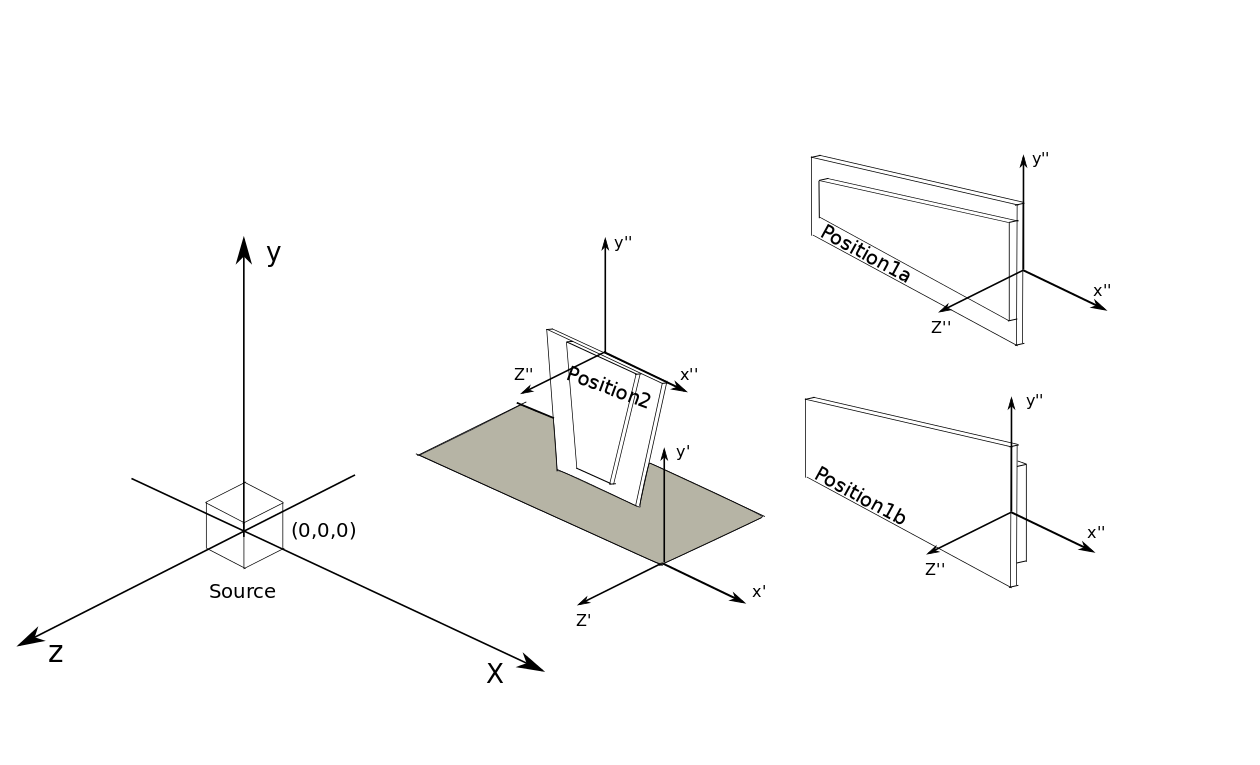 y
(0,0,0)
Source
Z
X
y''
Z''
x''
Position2
y'
x'
Z'
y''
Position1a
x''
Z''
y''
Position1b
x''
Z''